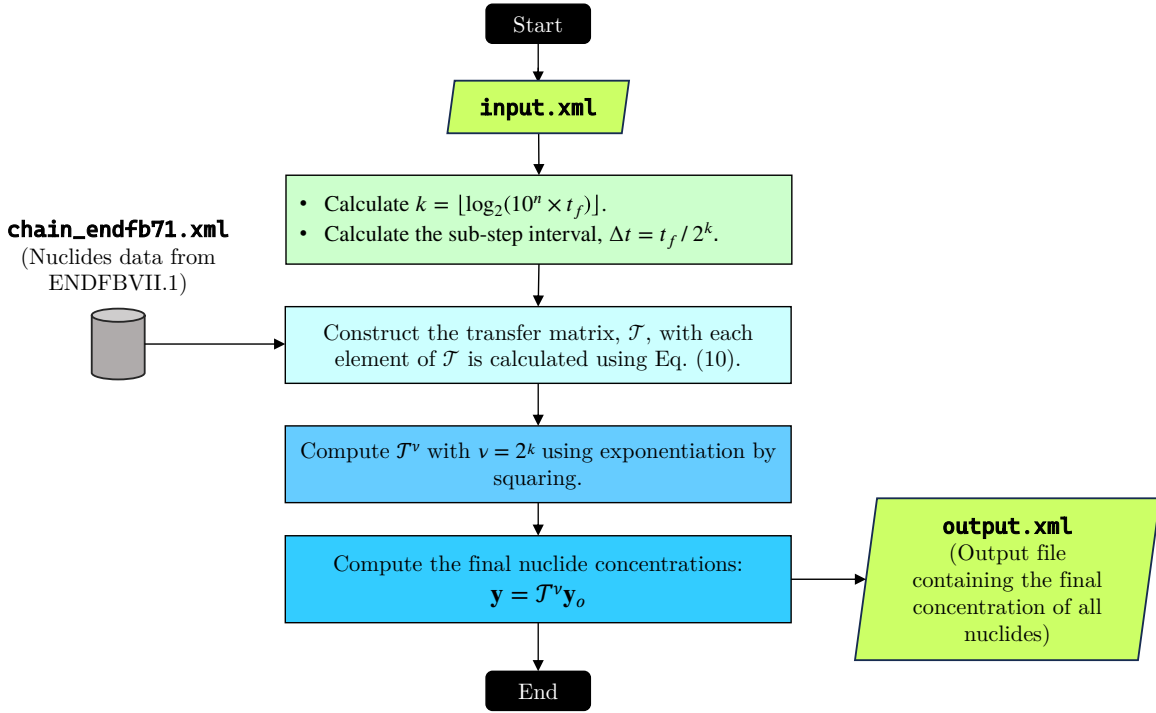 Start
input.xml
• Calculate k = ⌊log₂(10ⁿ × t_f)⌋.
• Calculate the sub-step interval, Δt = t_f / 2ᵏ.
chain_endfb71.xml
(Nuclides data from
ENDFBVII.1)
Construct the transfer matrix, 𝒯, with each
element of 𝒯 is calculated using Eq. (10).
Compute 𝒯^ν with ν = 2ᵏ using exponentiation by
squaring.
Compute the final nuclide concentrations:
𝐲 = 𝒯^ν 𝐲ₒ
output.xml
(Output file
containing the final
concentration of all
nuclides)
End